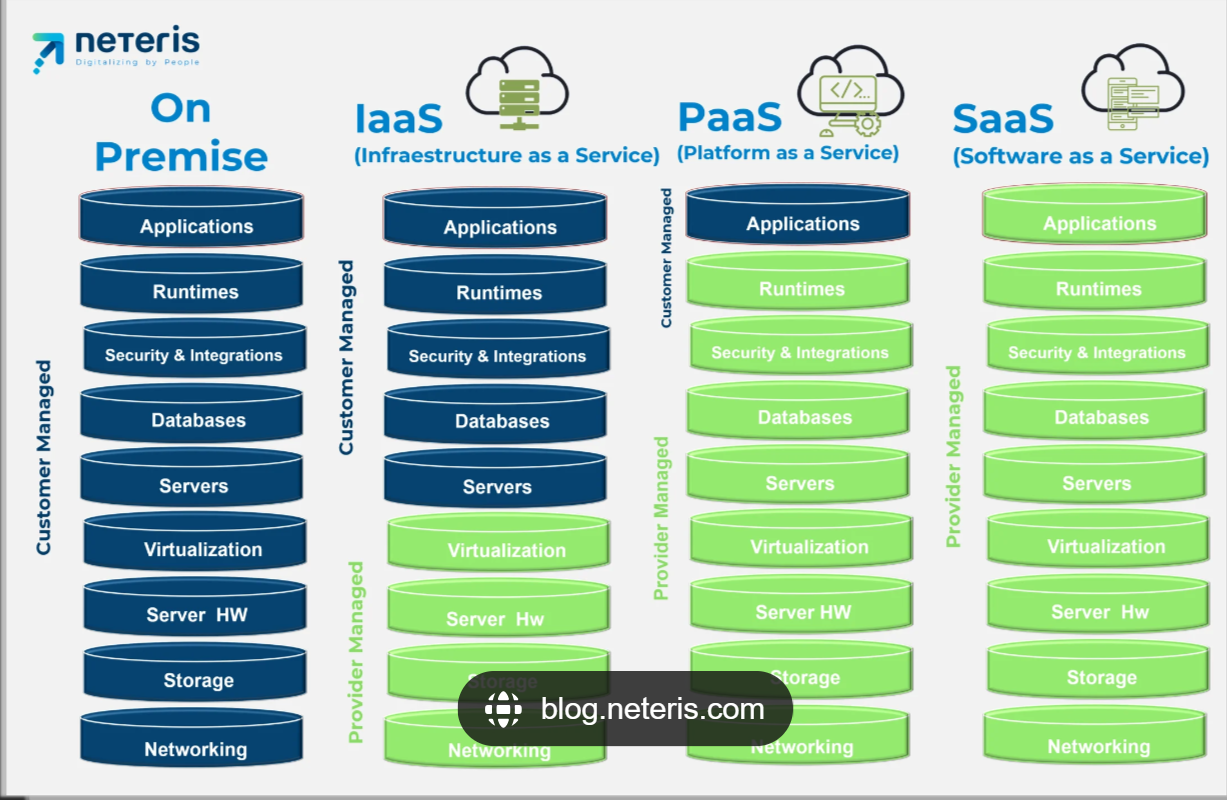 neteris
Digitalizing by People
On
Premise
Customer Managed
Applications
Runtimes
Security & Integrations
Databases
Servers
Virtualization
Server HW
Storage
Networking
IaaS
(Infraestructure as a Service)
Customer Managed
Provider Managed
Applications
Runtimes
Security & Integrations
Databases
Servers
Virtualization
Server Hw
Storage
Networking
PaaS
</>...
(Platform as a Service)
Customer Managed
Provider Managed
Applications
Runtimes
Security & Integrations
Databases
Servers
Virtualization
Server HW
Storage
Networking
SaaS
(Software as a Service)
Provider Managed
Applications
Runtimes
Security & Integrations
Databases
Servers
Virtualization
Server Hw
Storage
Networking
blog.neteris.com